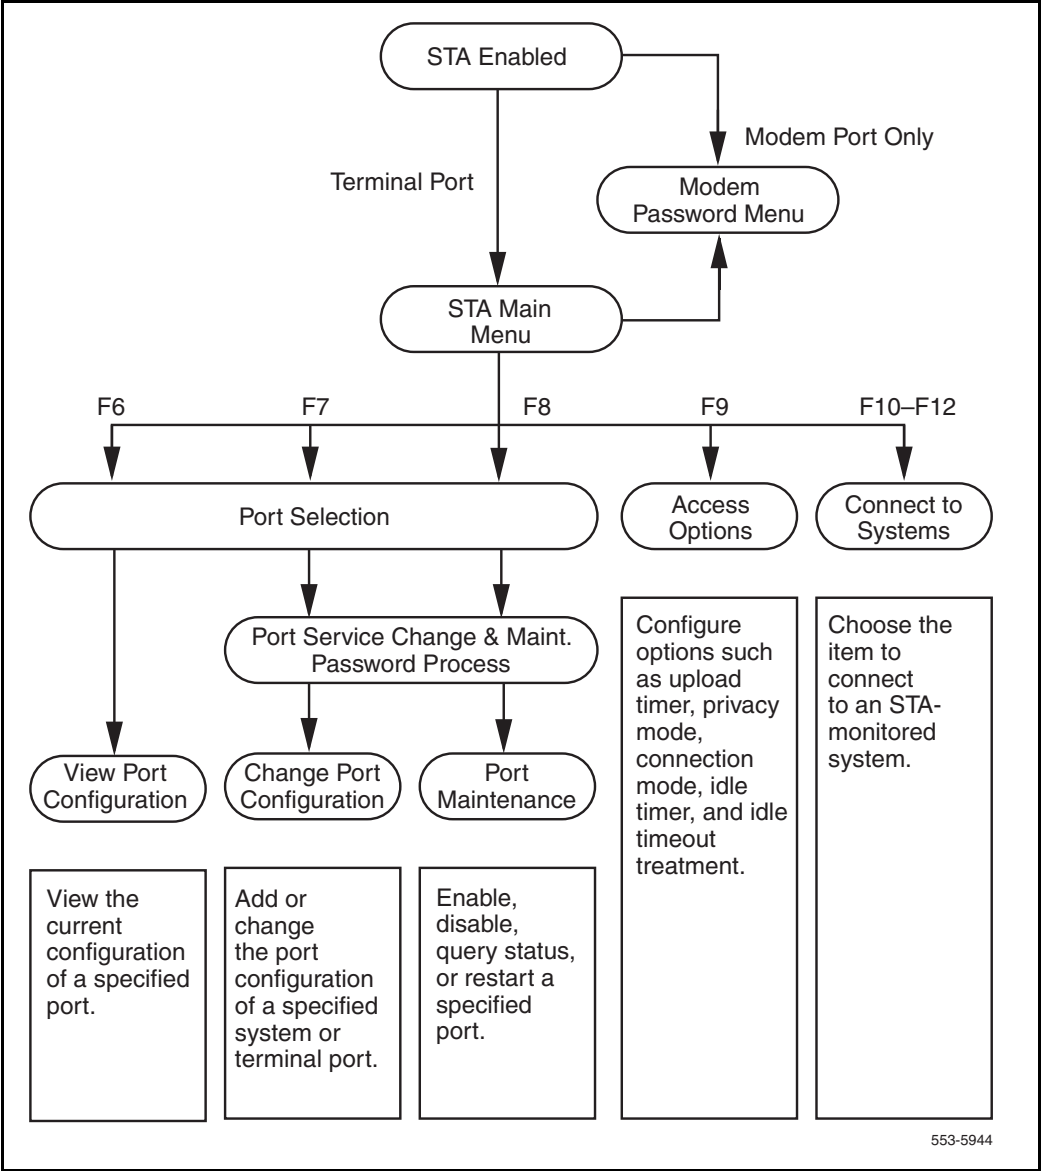 STA Enabled
Modem Port Only
Terminal Port
Modem
Password Menu
STA Main
Menu
F6
F7
F8
F9
F10–F12
Port Selection
Access
Options
Connect to
Systems
Port Service Change & Maint.
Password Process
View Port
Configuration
Change Port
Configuration
Port
Maintenance
Configure
options such
as upload
timer, privacy
mode,
connection
mode, idle
timer, and idle
timeout
treatment.
Choose the
item to
connect
to an STA-
monitored
system.
View the
current
configuration
of a specified
port.
Add or
change
the port
configuration
of a specified
system or
terminal port.
Enable,
disable,
query status,
or restart a
specified
port.
553-5944